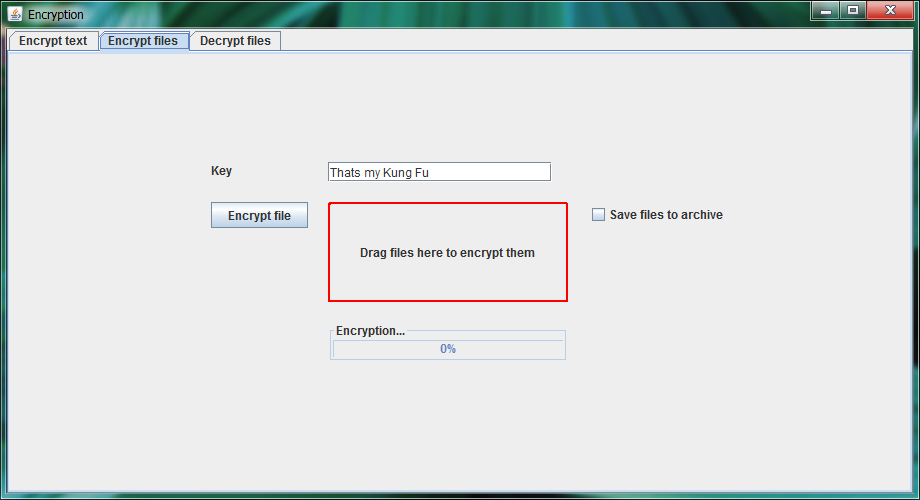 Encryption
Encrypt text Encrypt files Decrypt files
Key Thats my Kung Fu
Encrypt file
Drag files here to encrypt them
Save files to archive
Encryption...
0%